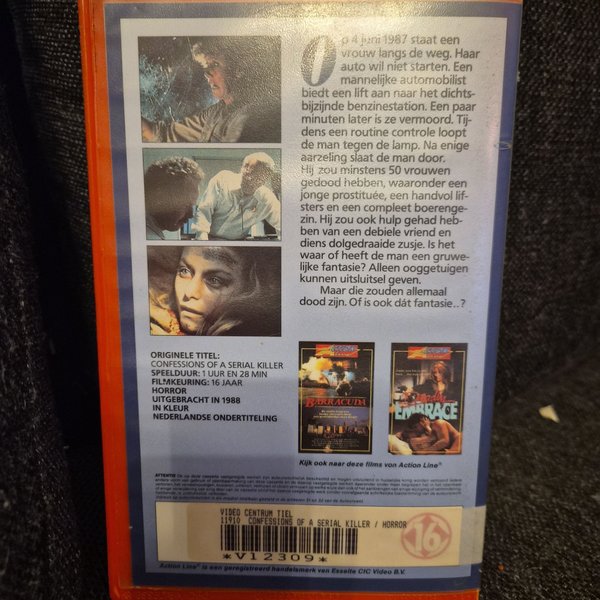 Op 4 juni 1987 staat een
vrouw langs de weg. Haar
auto wil niet starten. Een
mannelijke automobilist
biedt een lift aan naar het dichts-
bijzijnde benzinestation. Een paar
minuten later is ze vermoord. Tij-
dens een routine controle loopt
de man tegen de lamp. Na enige
aarzeling slaat de man door.
Hij zou minstens 50 vrouwen
gedood hebben, waaronder een
jonge prostituée, een handvol lif-
sters en een compleet boerenge-
zin. Hij zou ook hulp gehad heb-
ben van een debiele vriend en
diens dolgedraaide zusje. Is het
waar of heeft de man een gruwe-
lijke fantasie? Alleen ooggetuigen
kunnen uitsluitsel geven.
Maar die zouden allemaal
dood zijn. Of is ook dát fantasie..?
ORIGINELE TITEL:
CONFESSIONS OF A SERIAL KILLER
SPEELDUUR: 1 UUR EN 28 MIN
FILMKEURING: 16 JAAR
HORROR
UITGEBRACHT IN 1988
IN KLEUR
NEDERLANDSE ONDERTITELING
BARRACUDA
Deadly
EMBRACE
Kijk ook naar deze films van Action Line®
VIDEO CENTRUM TIEL
11910 CONFESSIONS OF A SERIAL KILLER / HORROR
*V12309*
16
Action Line® is een geregistreerd handelsmerk van Esselte CIC Video B.V.